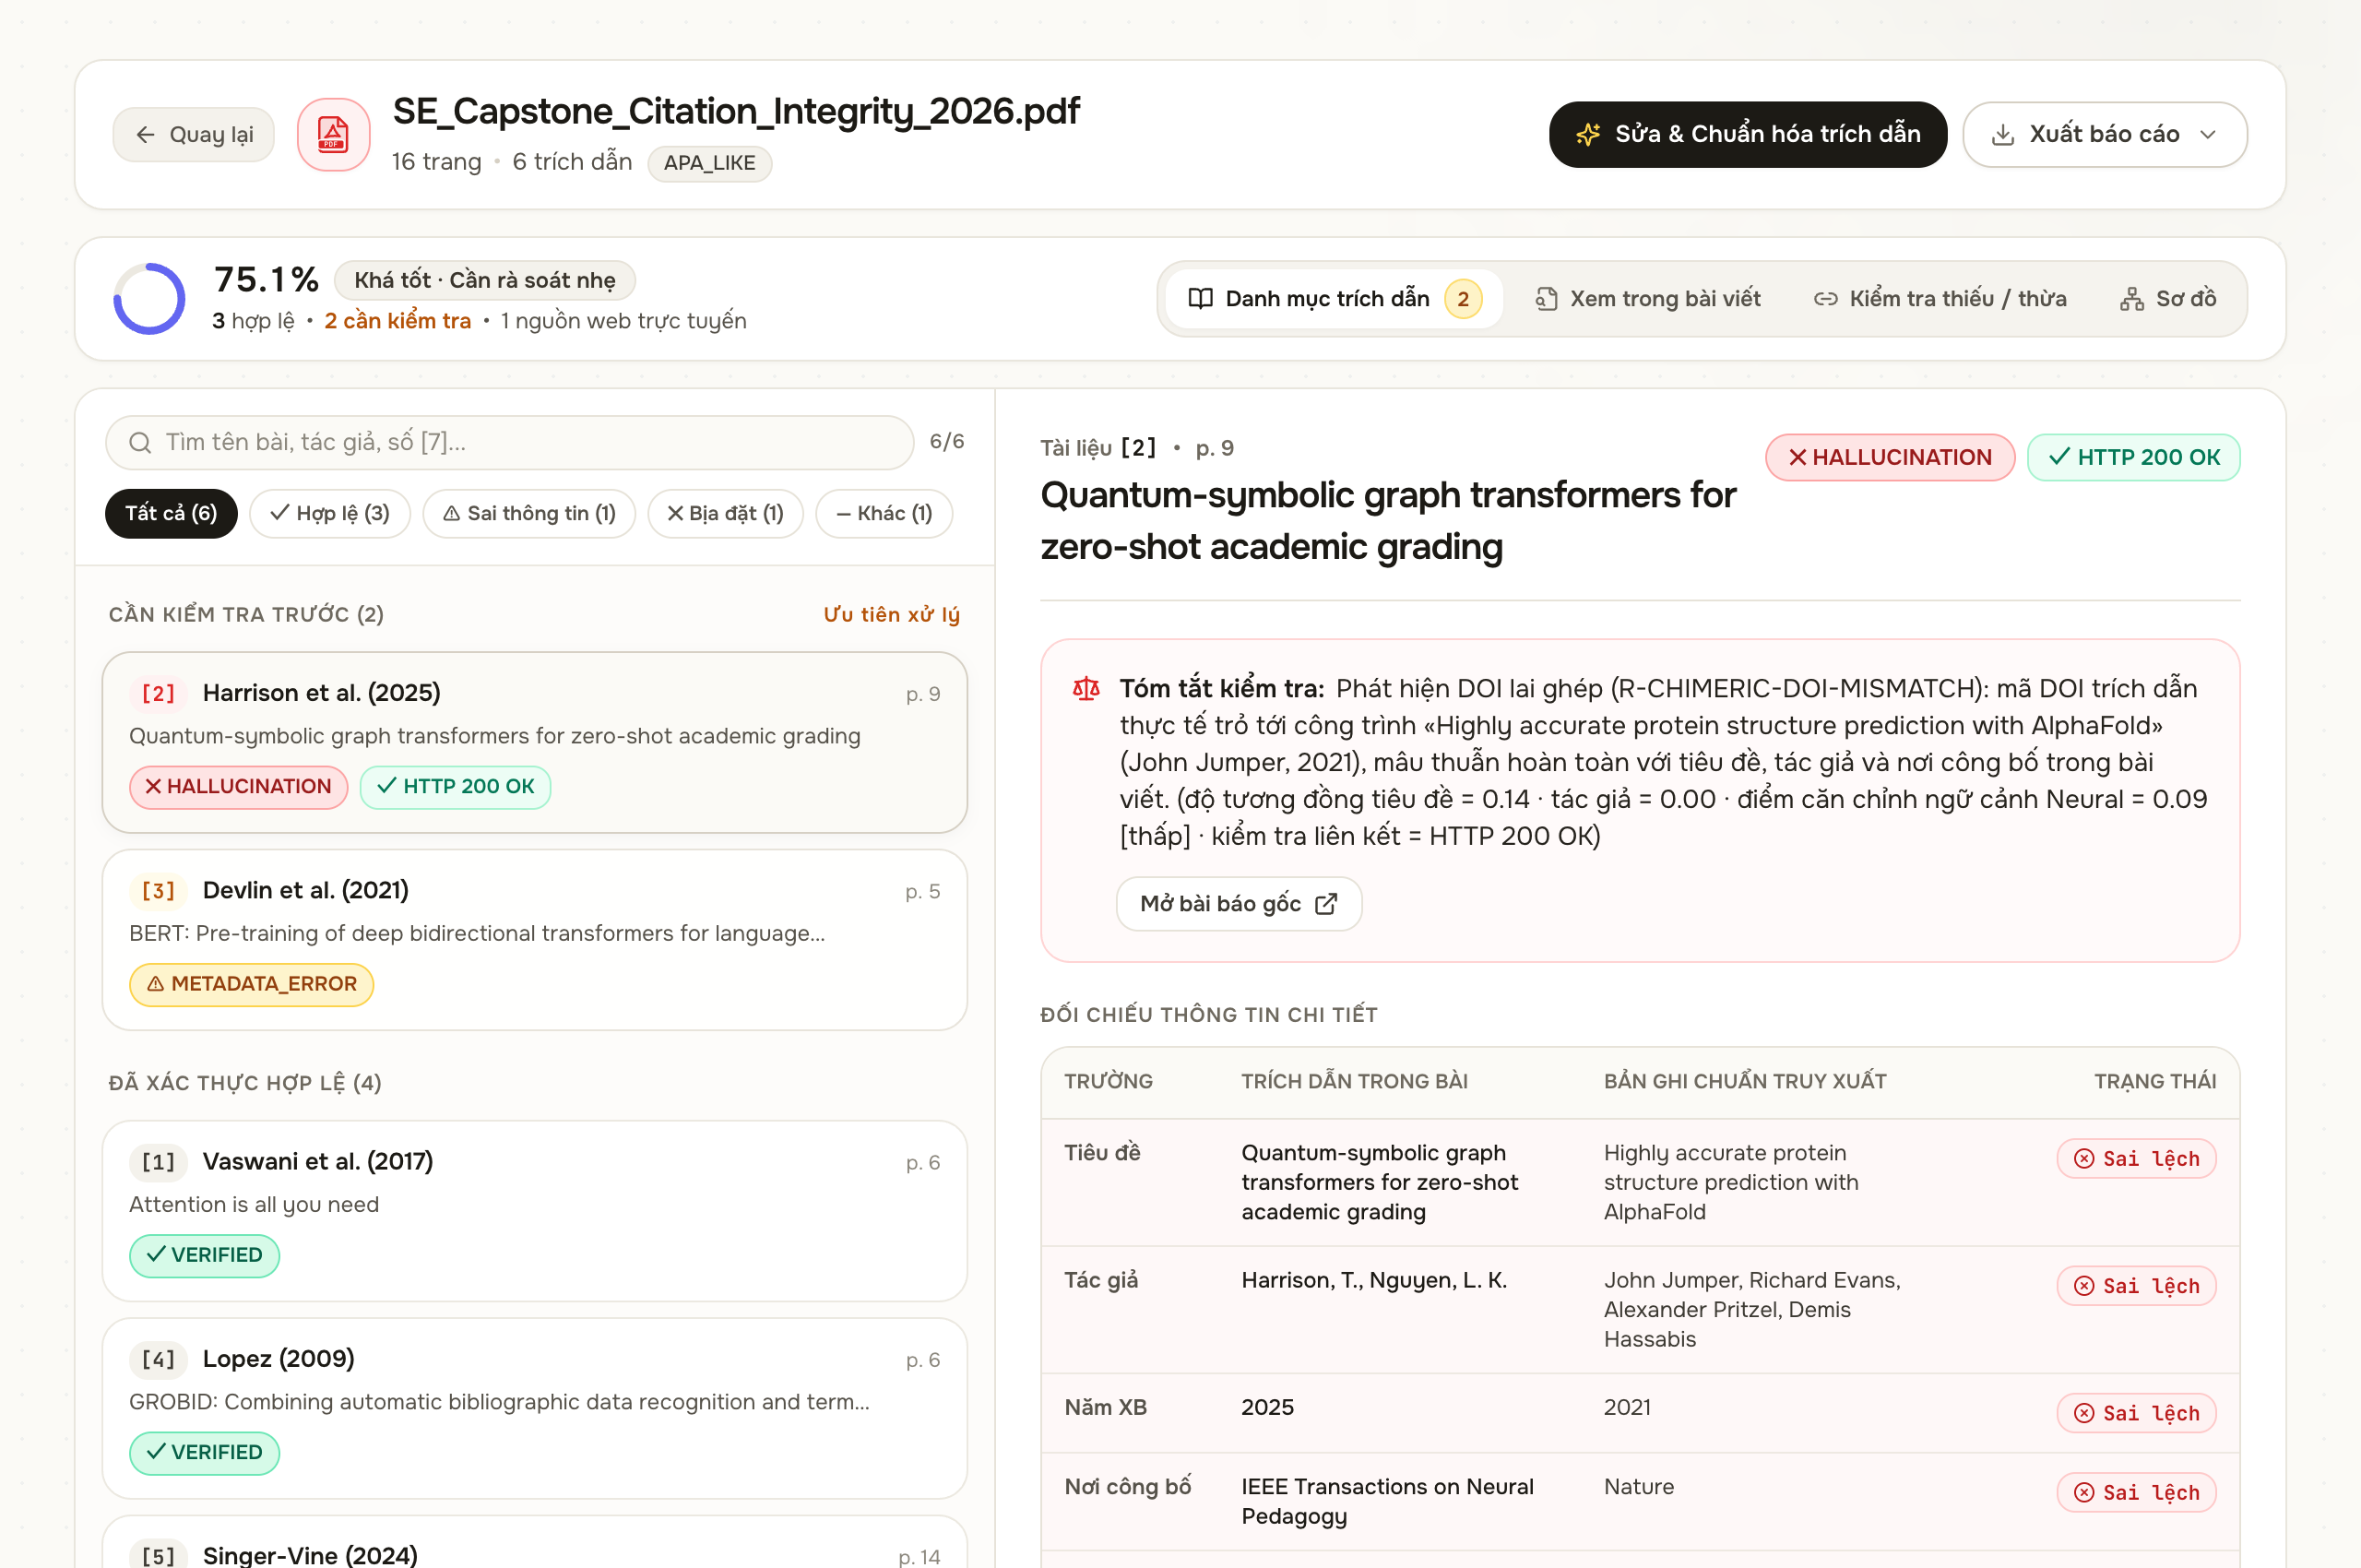 Quay lại
PDF
SE_Capstone_Citation_Integrity_2026.pdf
16 trang • 6 trích dẫn APA_LIKE
Sửa & Chuẩn hóa trích dẫn
Xuất báo cáo
75.1% Khá tốt · Cần rà soát nhẹ
3 hợp lệ • 2 cần kiểm tra • 1 nguồn web trực tuyến
Danh mục trích dẫn 2
Xem trong bài viết
Kiểm tra thiếu / thừa
Sơ đồ
Tìm tên bài, tác giả, số [7]...
6/6
Tất cả (6)
Hợp lệ (3)
Sai thông tin (1)
Bịa đặt (1)
Khác (1)
CẦN KIỂM TRA TRƯỚC (2)
Ưu tiên xử lý
[2] Harrison et al. (2025) p. 9
Quantum-symbolic graph transformers for zero-shot academic grading
HALLUCINATION HTTP 200 OK
[3] Devlin et al. (2021) p. 5
BERT: Pre-training of deep bidirectional transformers for language...
METADATA_ERROR
ĐÃ XÁC THỰC HỢP LỆ (4)
[1] Vaswani et al. (2017) p. 6
Attention is all you need
VERIFIED
[4] Lopez (2009) p. 6
GROBID: Combining automatic bibliographic data recognition and term...
VERIFIED
[5] Singer-Vine (2024) p. 14
Tài liệu [2] • p. 9
HALLUCINATION HTTP 200 OK
Quantum-symbolic graph transformers for
zero-shot academic grading
Tóm tắt kiểm tra: Phát hiện DOI lai ghép (R-CHIMERIC-DOI-MISMATCH): mã DOI trích dẫn
thực tế trỏ tới công trình «Highly accurate protein structure prediction with AlphaFold»
(John Jumper, 2021), mâu thuẫn hoàn toàn với tiêu đề, tác giả và nơi công bố trong bài
viết. (độ tương đồng tiêu đề = 0.14 · tác giả = 0.00 · điểm căn chỉnh ngữ cảnh Neural = 0.09
[thấp] · kiểm tra liên kết = HTTP 200 OK)
Mở bài báo gốc
ĐỐI CHIẾU THÔNG TIN CHI TIẾT
TRƯỜNG TRÍCH DẪN TRONG BÀI BẢN GHI CHUẨN TRUY XUẤT TRẠNG THÁI
Tiêu đề
Quantum-symbolic graph
transformers for zero-shot
academic grading
Highly accurate protein
structure prediction with
AlphaFold
Sai lệch
Tác giả
Harrison, T., Nguyen, L. K.
John Jumper, Richard Evans,
Alexander Pritzel, Demis
Hassabis
Sai lệch
Năm XB
2025
2021
Sai lệch
Nơi công bố
IEEE Transactions on Neural
Pedagogy
Nature
Sai lệch